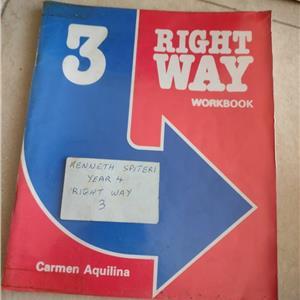 3
RIGHT
WAY
WORKBOOK
KENNETH SPITERI
YEAR 4
RIGHT WAY
3
Carmen Aquilina